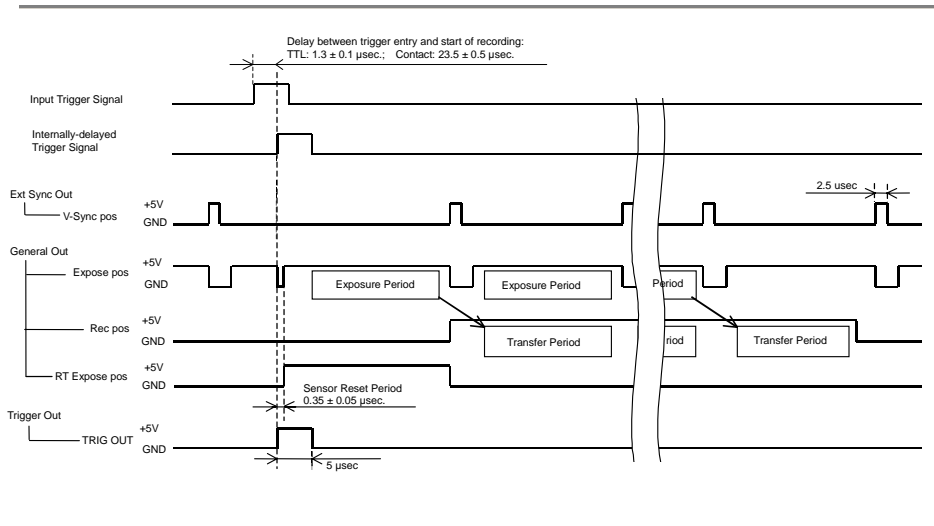 Delay between trigger entry and start of recording:
TTL: 1.3 ± 0.1 µsec.; Contact: 23.5 ± 0.5 µsec.
Input Trigger Signal
Internally-delayed
Trigger Signal
2.5 usec
Ext Sync Out
+5V
V-Sync pos
GND
General Out
+5V
Expose pos
GND
Exposure Period
Exposure Period
Period
+5V
Rec pos
GND
Transfer Period
riod
Transfer Period
+5V
RT Expose pos
GND
Sensor Reset Period
0.35 ± 0.05 µsec.
Trigger Out
+5V
TRIG OUT
GND
5 µsec